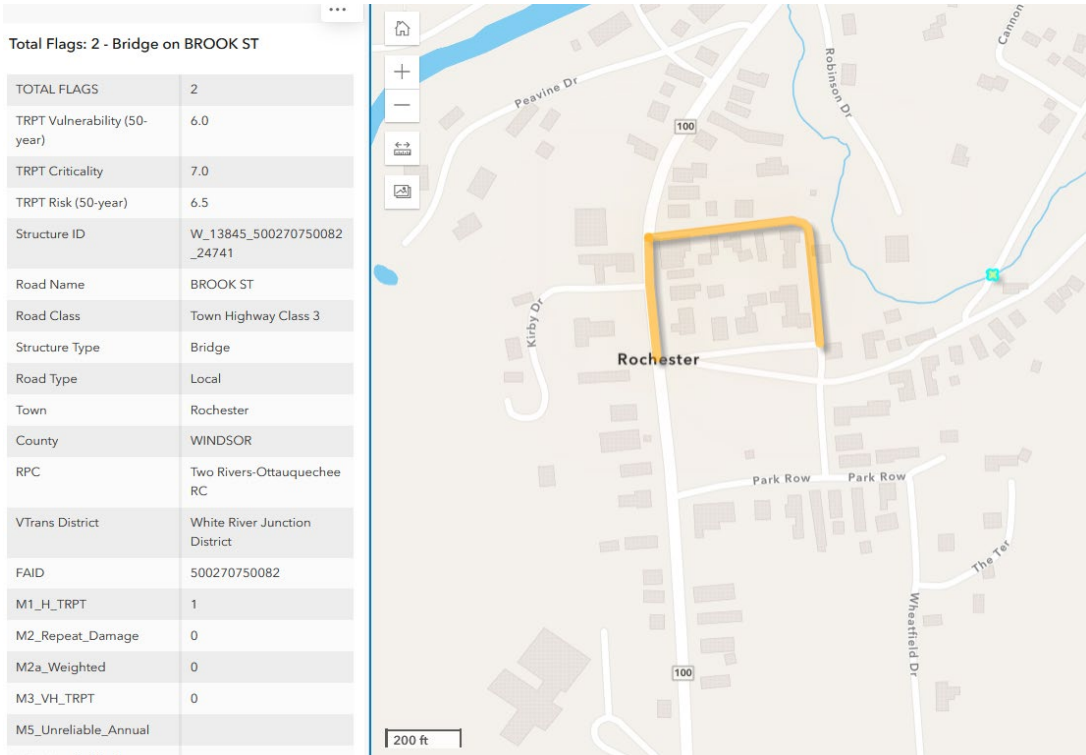 ...
Total Flags: 2 - Bridge on BROOK ST
TOTAL FLAGS 2
TRPT Vulnerability (50- 6.0
year)
TRPT Criticality 7.0
TRPT Risk (50-year) 6.5
Structure ID W_13845_500270750082
_24741
Road Name BROOK ST
Road Class Town Highway Class 3
Structure Type Bridge
Road Type Local
Town Rochester
County WINDSOR
RPC Two Rivers-Ottauquechee
RC
VTrans District White River Junction
District
FAID 500270750082
M1_H_TRPT 1
M2_Repeat_Damage 0
M2a_Weighted 0
M3_VH_TRPT 0
M5_Unreliable_Annual
Cannon
Robinson Dr
Peavine Dr
100
Kirby Dr
Rochester
Park Row
Park Row
The Ter
Wheatfield Dr
100
200 ft